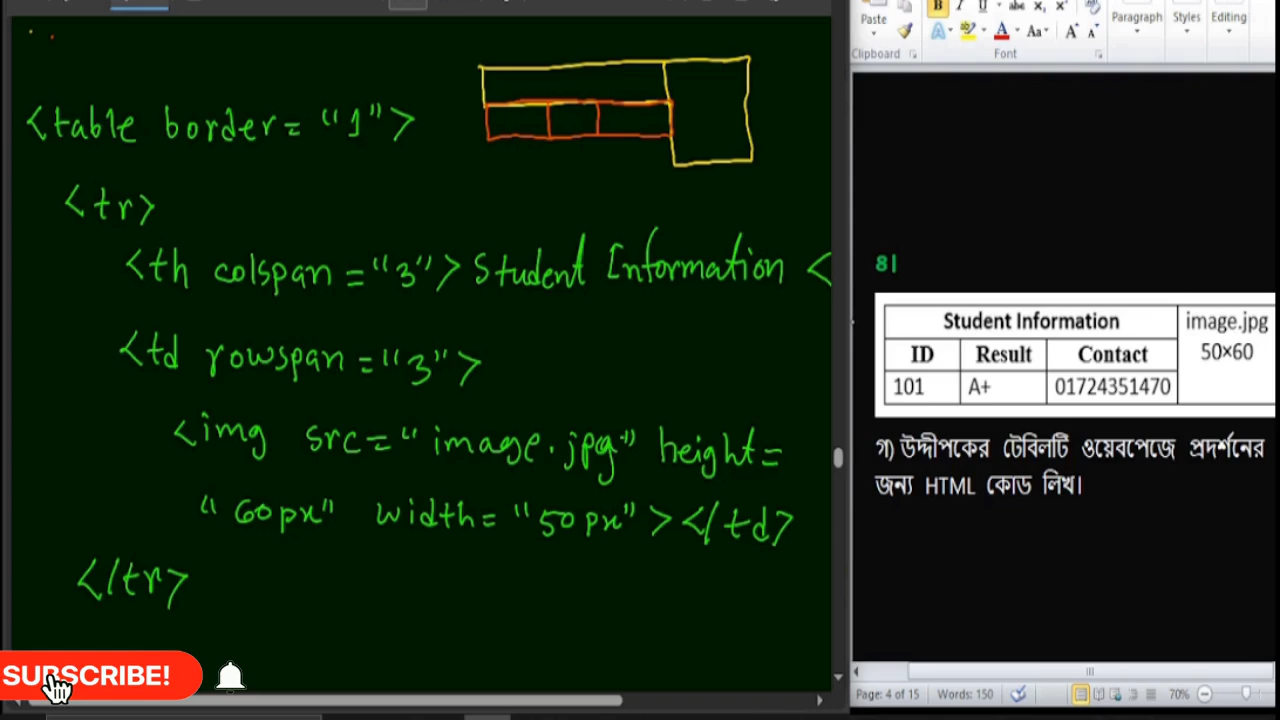 <table border="1">
<tr>
<th colspan="3">Student Information <
<td rowspan="3">
<img src="image.jpg" height=
"60px" width="50px"></td>
</tr>
SUBSCRIBE!
Paste
B I U abc x, x
Aa A A
Clipboard
Font
Paragraph
Styles
Editing
৪।
Student Information image.jpg
ID Result Contact 50×60
101 A+ 01724351470
গ) উদ্দীপকের টেবিলটি ওয়েবপেজে প্রদর্শনের
জন্য HTML কোড লিখ।
Page: 4 of 15 Words: 150 70%